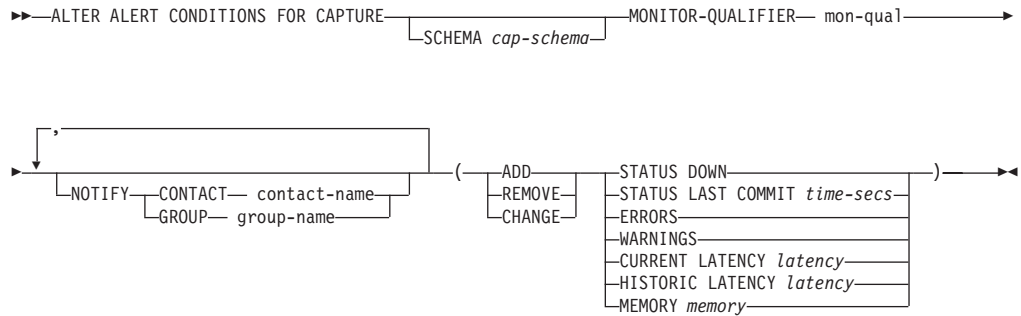 ALTER ALERT CONDITIONS FOR CAPTURE MONITOR-QUALIFIER mon-qual
SCHEMA cap-schema
,
( ADD STATUS DOWN )
NOTIFY CONTACT contact-name REMOVE STATUS LAST COMMIT time-secs
GROUP group-name CHANGE ERRORS
WARNINGS
CURRENT LATENCY latency
HISTORIC LATENCY latency
MEMORY memory